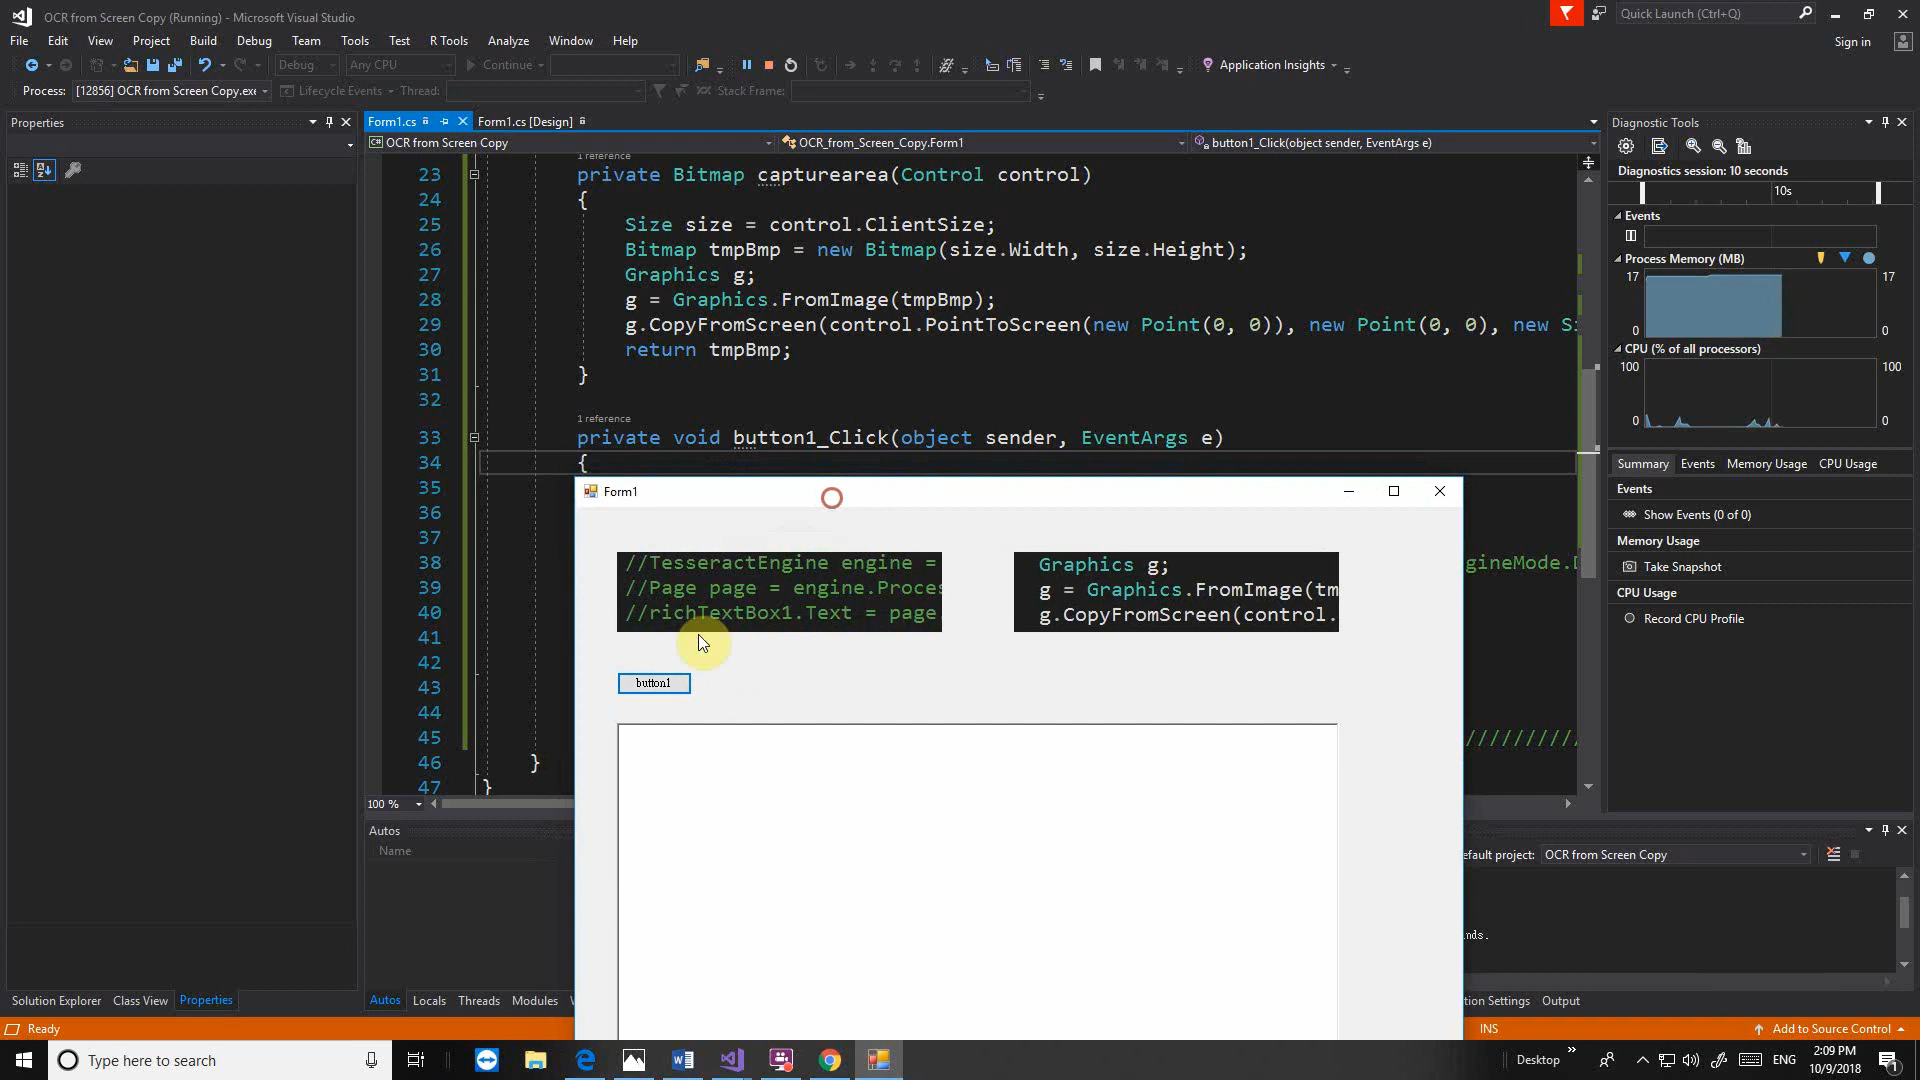 OCR from Screen Copy (Running) - Microsoft Visual Studio
Quick Launch (Ctrl+Q)
File Edit View Project Build Debug Team Tools Test R Tools Analyze Window Help
Sign in
Debug Any CPU Continue Application Insights
Process: [12856] OCR from Screen Copy.exe Lifecycle Events Thread: Stack Frame:
Properties
Form1.cs Form1.cs [Design]
Diagnostic Tools
OCR from Screen Copy OCR_from_Screen_Copy.Form1 button1_Click(object sender, EventArgs e)
1 reference
23 private Bitmap capturearea(Control control)
24 {
25 Size size = control.ClientSize;
26 Bitmap tmpBmp = new Bitmap(size.Width, size.Height);
27 Graphics g;
28 g = Graphics.FromImage(tmpBmp);
29 g.CopyFromScreen(control.PointToScreen(new Point(0, 0)), new Point(0, 0), new Si
30 return tmpBmp;
31 }
32
1 reference
33 private void button1_Click(object sender, EventArgs e)
34 {
35
36
37
38 gineMode.D
39
40
41
42
43
44
45 //////////
46 }
47 }
100 %
Diagnostics session: 10 seconds
10s
Events
Process Memory (MB)
17 17
0 0
CPU (% of all processors)
100 100
0 0
Summary Events Memory Usage CPU Usage
Events
Show Events (0 of 0)
Memory Usage
Take Snapshot
CPU Usage
Record CPU Profile
Form1
//TesseractEngine engine =
//Page page = engine.Proces
//richTextBox1.Text = page
Graphics g;
g = Graphics.FromImage(tm
g.CopyFromScreen(control.
button1
Autos
Name
efault project: OCR from Screen Copy
nds.
Solution Explorer Class View Properties
Autos Locals Threads Modules W
tion Settings Output
Ready
INS
Add to Source Control
Type here to search
Desktop
ENG
2:09 PM
10/9/2018
1